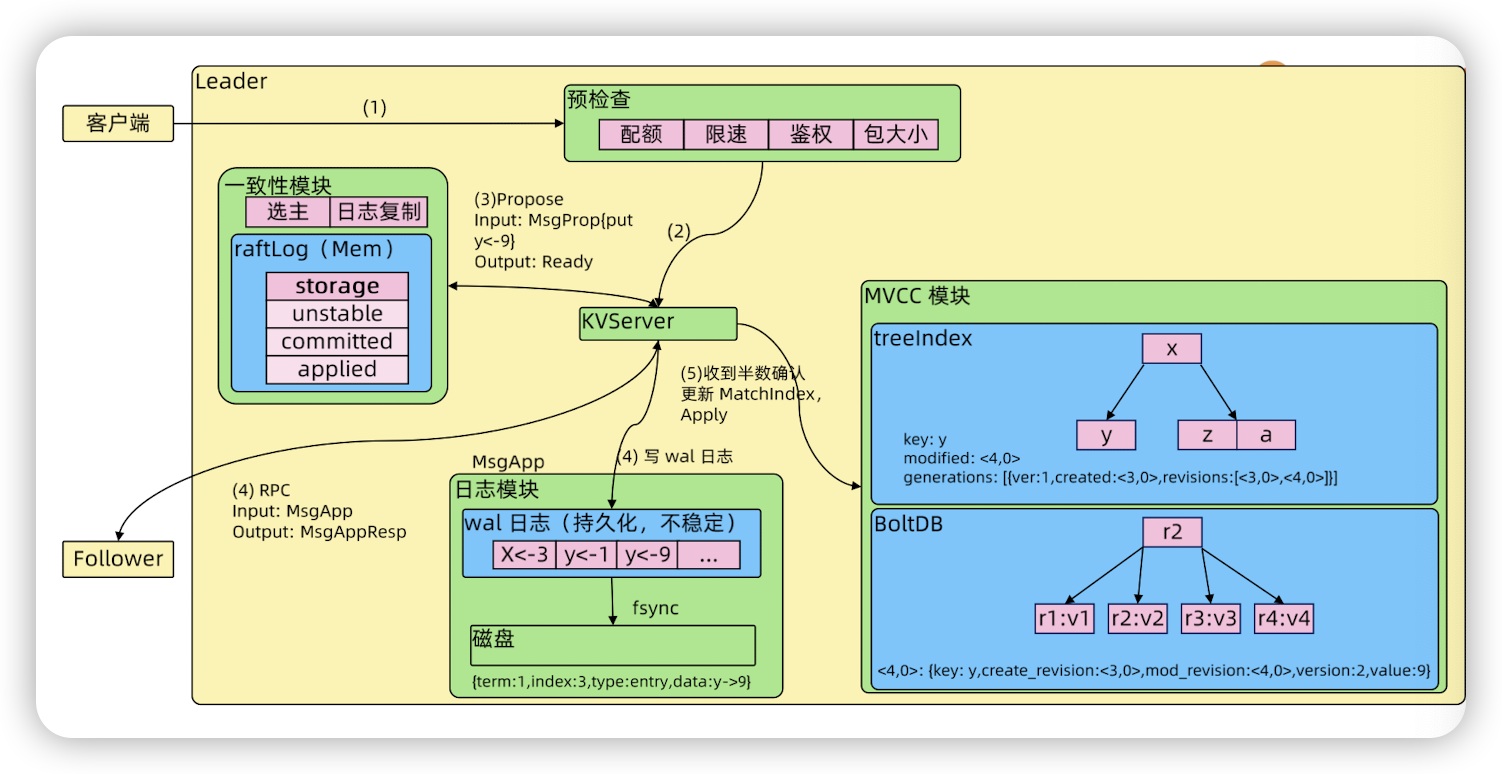 Leader
客户端
(1)
预检查
配额 限速 鉴权 包大小
一致性模块
选主 日志复制
raftLog（Mem）
storage
unstable
committed
applied
(3)Propose
Input: MsgProp{put
y<-9}
Output: Ready
(2)
KVServer
(5)收到半数确认
更新 MatchIndex，
Apply
MVCC 模块
treeIndex
x
y z a
key: y
modified: <4,0>
generations: [{ver:1,created:<3,0>,revisions:[<3,0>,<4,0>]}]
BoltDB
r2
r1:v1 r2:v2 r3:v3 r4:v4
<4,0>: {key: y,create_revision:<3,0>,mod_revision:<4,0>,version:2,value:9}
(4) RPC
Input: MsgApp
Output: MsgAppResp
Follower
MsgApp
(4) 写 wal 日志
日志模块
wal 日志（持久化，不稳定）
X<-3 y<-1 y<-9 ...
fsync
磁盘
{term:1,index:3,type:entry,data:y->9}